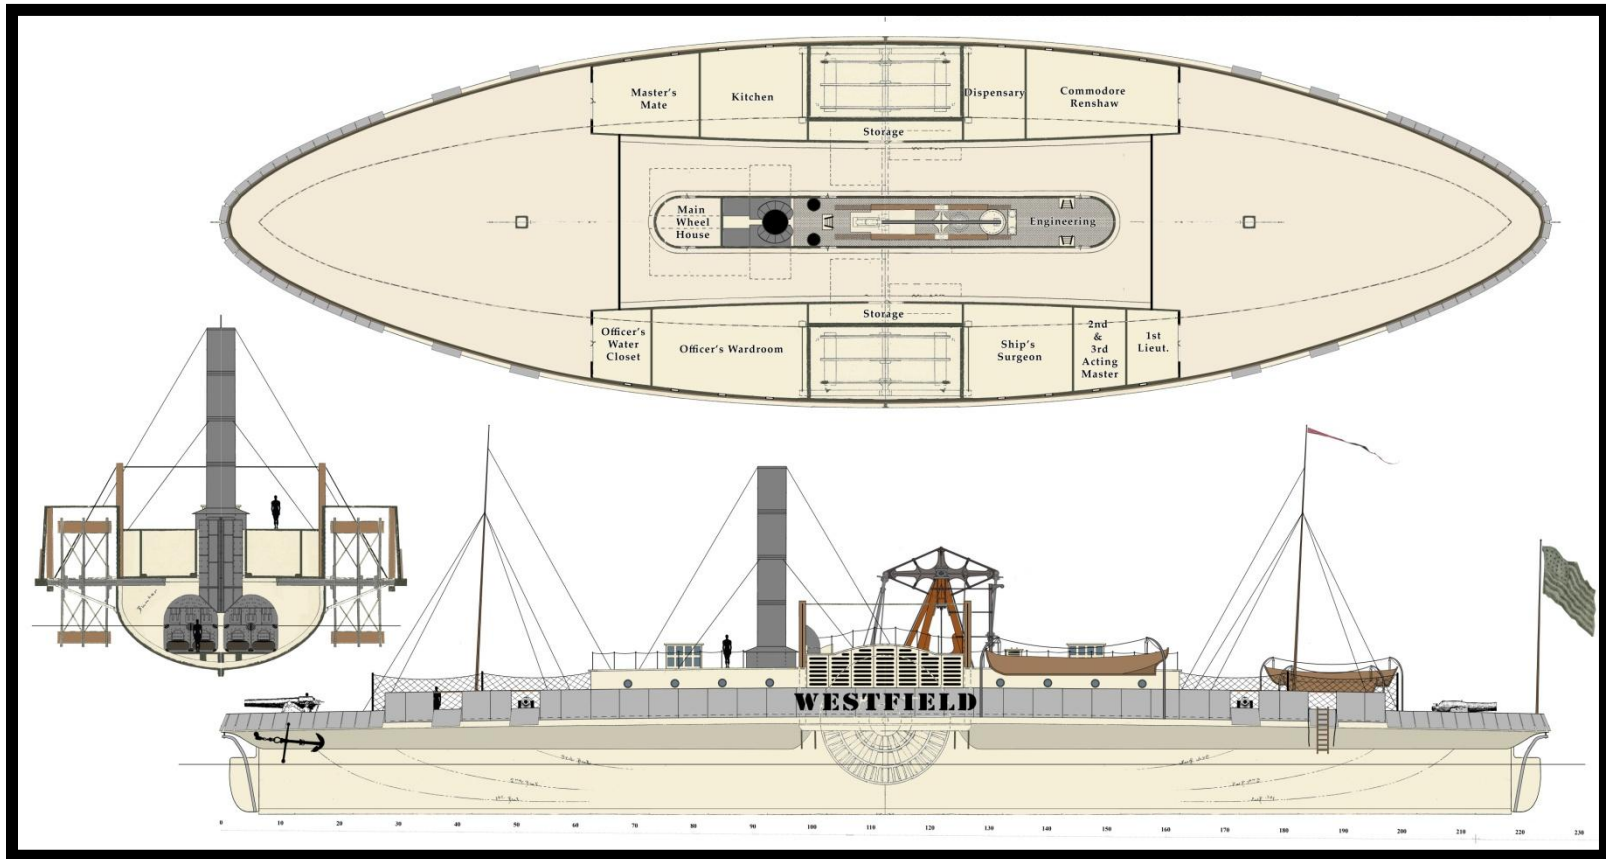 Master's
Mate
Kitchen
Dispensary
Commodore
Renshaw
Storage
Main
Wheel
House
Engineering
Storage
Officer's
Water
Closet
Officer's Wardroom
Ship's
Surgeon
2nd
&
3rd
Acting
Master
1st
Lieut.
Bunker
WESTFIELD
0 10 20 30 40 50 60 70 80 90 100 110 120 130 140 150 160 170 180 190 200 210 220 230